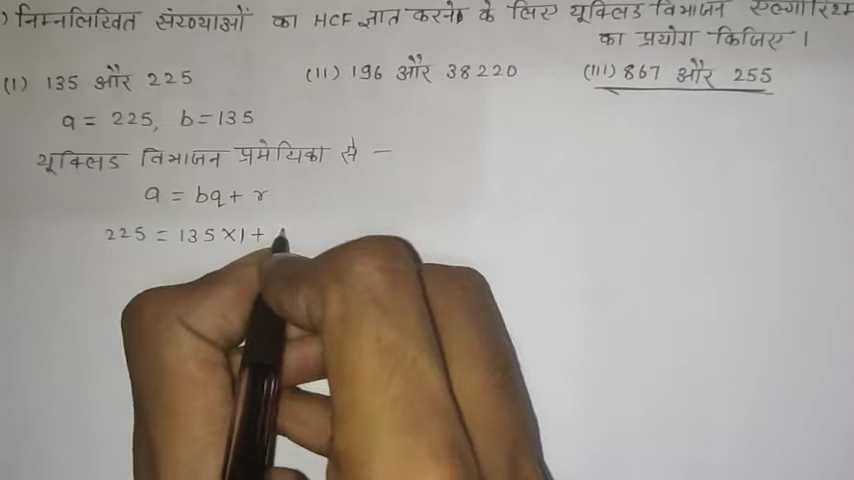 ) निम्नलिखित संख्याओं का HCF ज्ञात करने के लिए यूक्लिड विभाजन एल्गोरिथ्म
का प्रयोग किजिए ।
(I) 135 और 225 (II) 196 और 38220 (III) 867 और 255
a = 225, b = 135
यूक्लिड विभाजन प्रमेयिका से –
a = bq + r
225 = 135 × 1 +